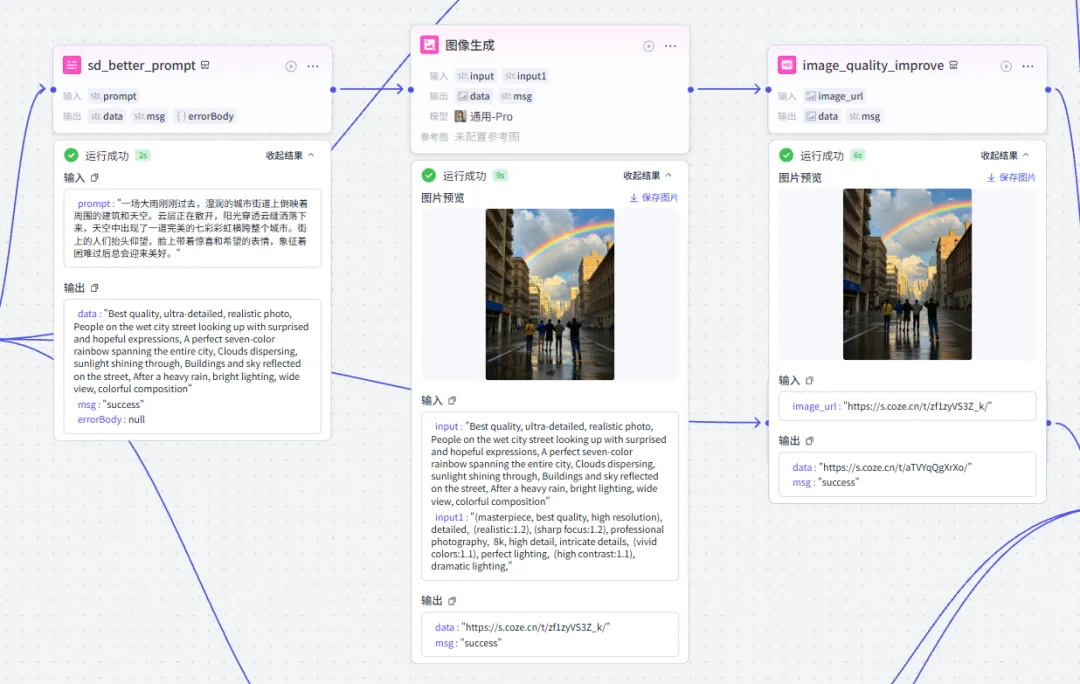 sd_better_prompt
输入 str. prompt
输出 str. data str. msg { } errorBody
运行成功 2s 收起结果
输入
prompt : "一场大雨刚刚过去，湿润的城市街道上倒映着
周围的建筑和天空。云层正在散开，阳光穿透云缝洒落下
来，天空中出现了一道完美的七彩彩虹横跨整个城市。街
上的人们抬头仰望，脸上带着惊喜和希望的表情，象征着
困难过后总会迎来美好。"
输出
data : "Best quality, ultra-detailed, realistic photo,
People on the wet city street looking up with surprised
and hopeful expressions, A perfect seven-color
rainbow spanning the entire city, Clouds dispersing,
sunlight shining through, Buildings and sky reflected
on the street, After a heavy rain, bright lighting, wide
view, colorful composition"
msg : "success"
errorBody : null
图像生成
输入 str. input str. input1
输出 data str. msg
模型 通用-Pro
参考图 未配置参考图
运行成功 9s 收起结果
图片预览 保存图片
输入
input : "Best quality, ultra-detailed, realistic photo,
People on the wet city street looking up with surprised
and hopeful expressions, A perfect seven-color
rainbow spanning the entire city, Clouds dispersing,
sunlight shining through, Buildings and sky reflected
on the street, After a heavy rain, bright lighting, wide
view, colorful composition"
input1 : "(masterpiece, best quality, high resolution),
detailed, (realistic:1.2), (sharp focus:1.2), professional
photography, 8k, high detail, intricate details, (vivid
colors:1.1), perfect lighting, (high contrast:1.1),
dramatic lighting,"
输出
data : "https://s.coze.cn/t/zf1zyVS3Z_k/"
msg : "success"
HD image_quality_improve
输入 image_url
输出 data str. msg
运行成功 6s 收起结果
图片预览 保存图片
输入
image_url : "https://s.coze.cn/t/zf1zyVS3Z_k/"
输出
data : "https://s.coze.cn/t/aTVYqQgXrXo/"
msg : "success"